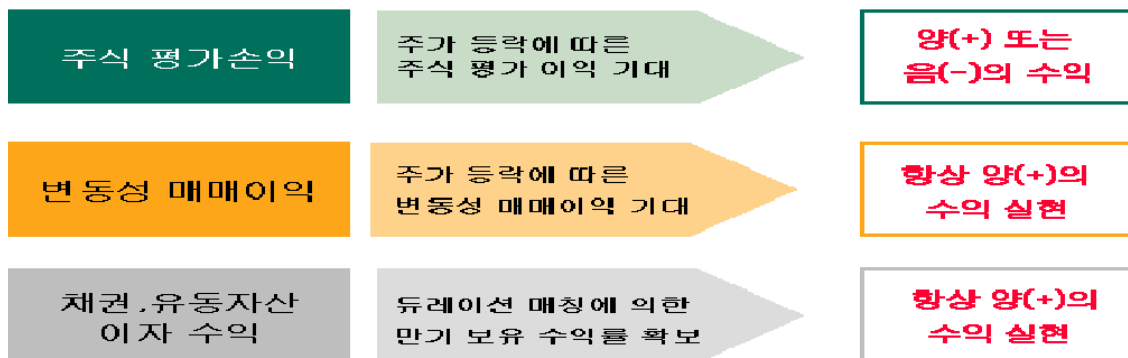 주식 평가손익
주가 등락에 따른
주식 평가 이익 기대
양(+) 또는
음(-)의 수익
변동성 매매이익
주가 등락에 따른
변동성 매매이익 기대
항상 양(+)의
수익 실현
채권,유동자산
이자 수익
듀레이션 매칭에 의한
만기 보유 수익률 확보
항상 양(+)의
수익 실현